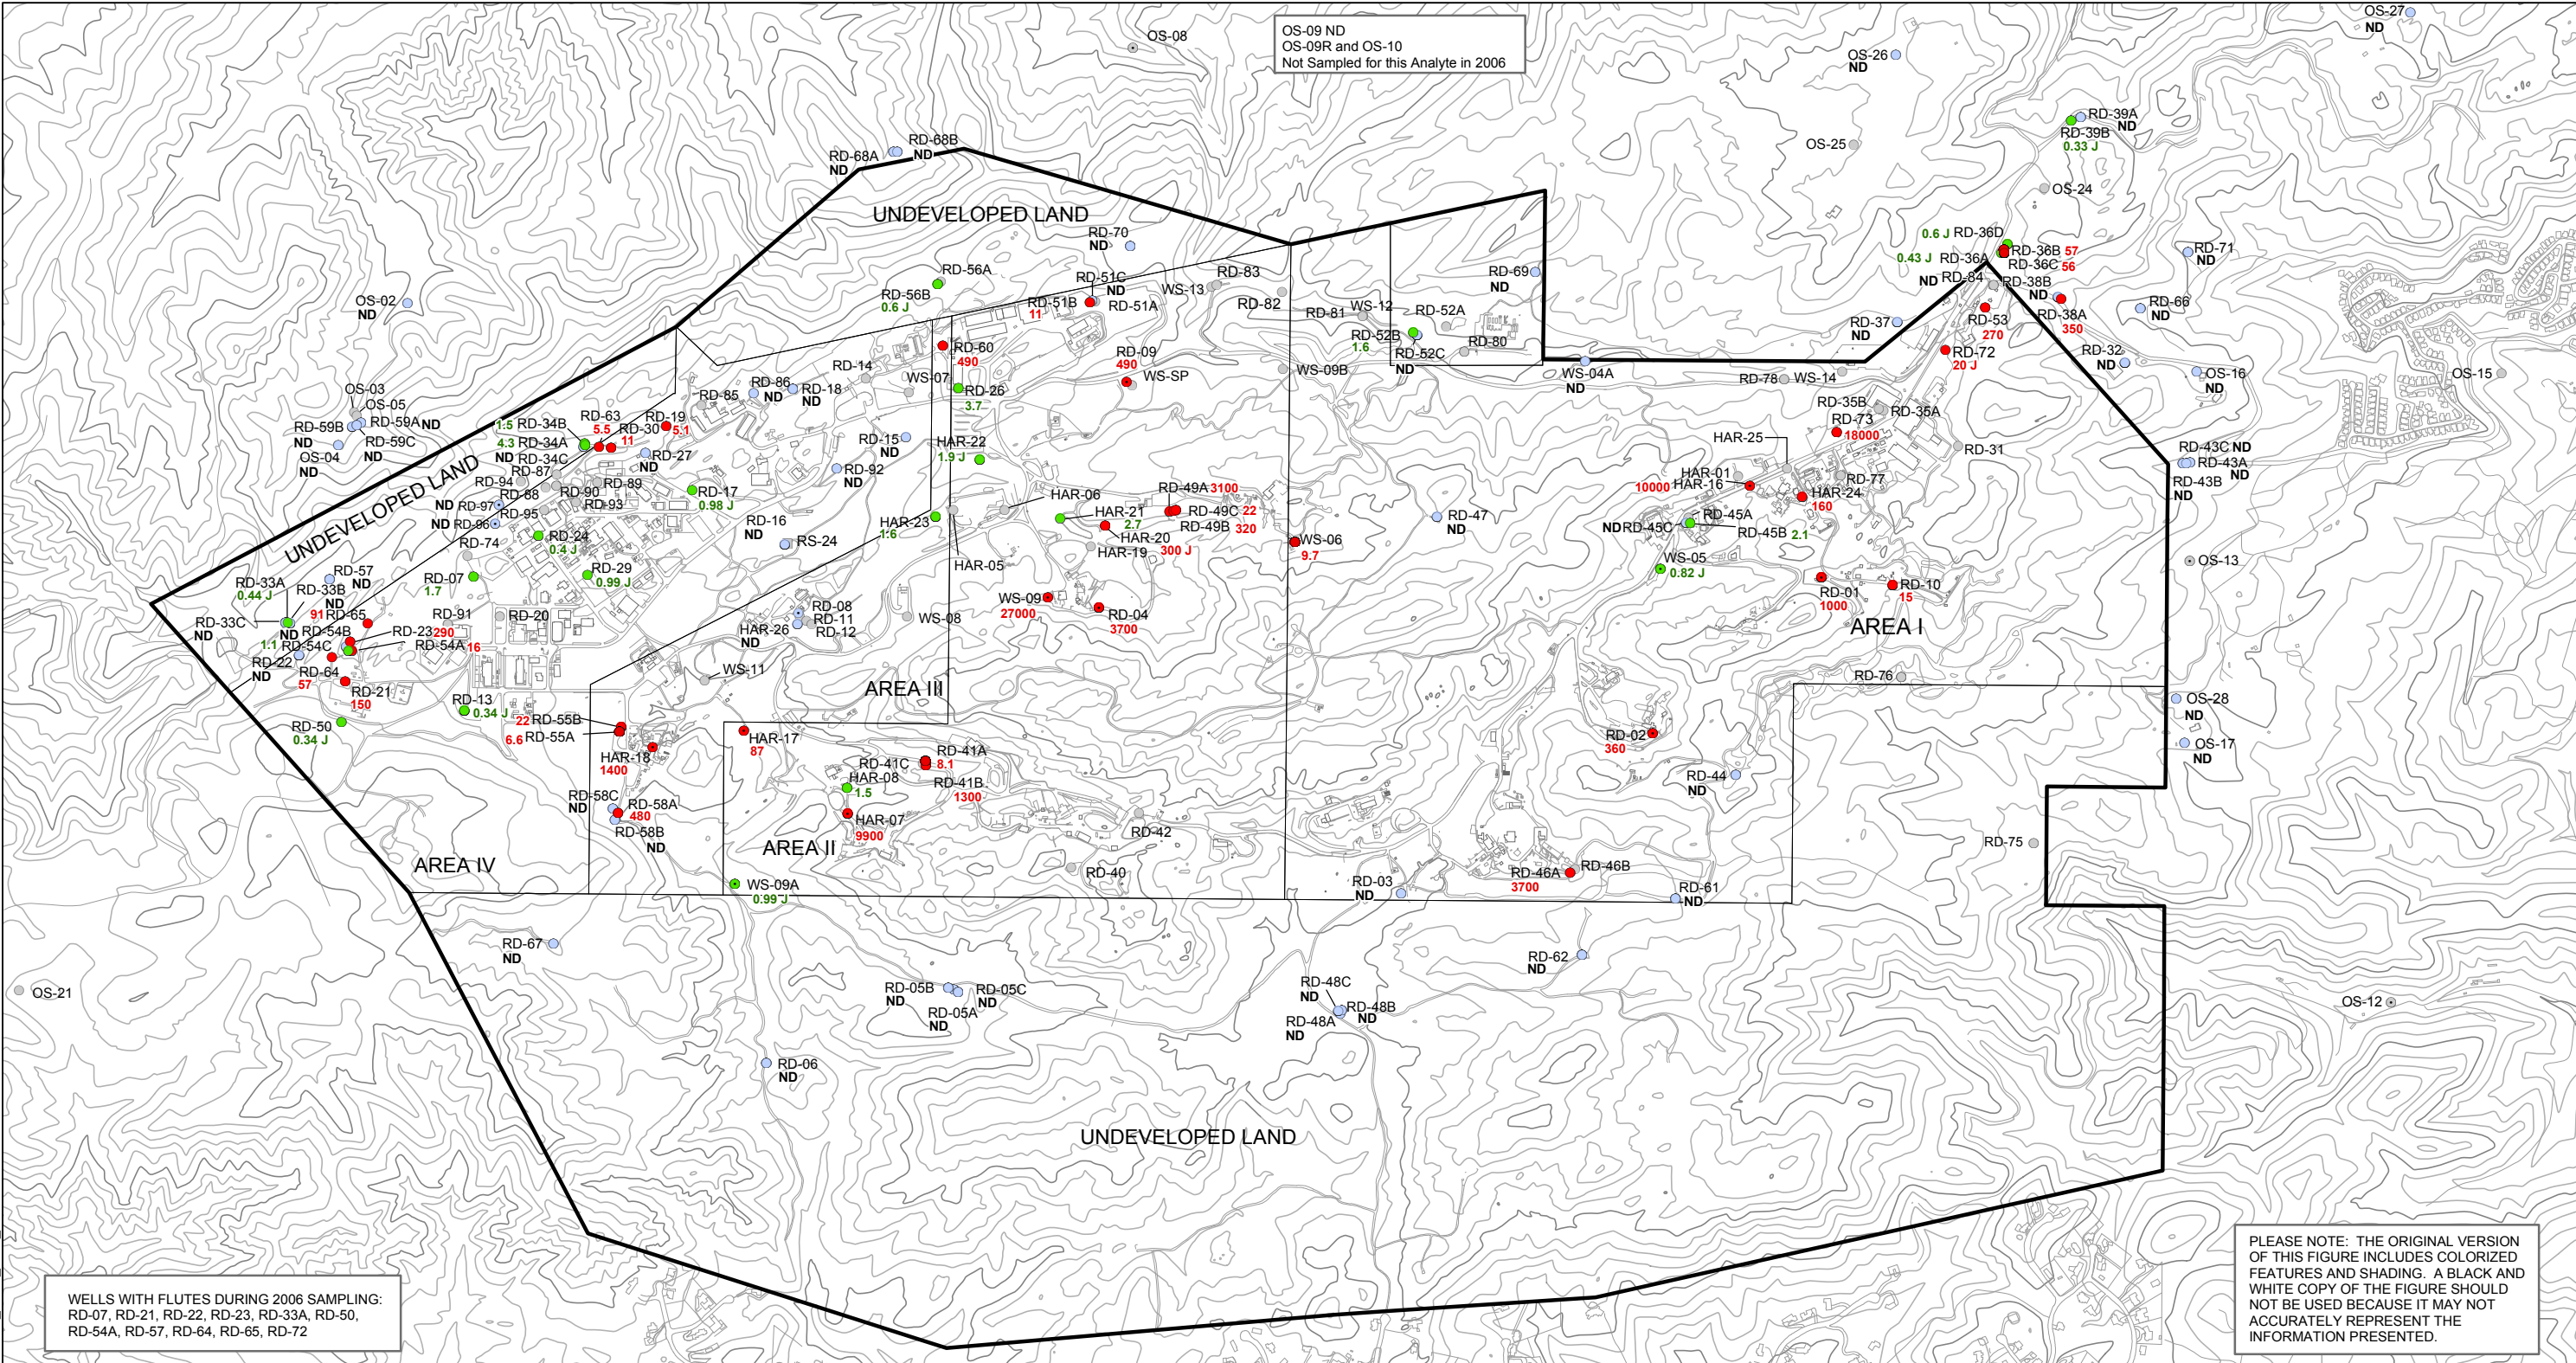 OS-27
ND
OS-08
OS-09 ND
OS-09R and OS-10
Not Sampled for this Analyte in 2006
OS-26
ND
RD-39A
ND
RD-39B
0.33 J
OS-25
RD-68B
ND
RD-68A
ND
OS-24
UNDEVELOPED LAND
RD-70
ND
0.6 J RD-36D
RD-36B 57
0.43 J RD-36A
RD-36C 56
RD-71
ND
RD-56A
RD-56B
0.6 J
RD-51C
ND
RD-51B
11
RD-51A
WS-13
RD-83
RD-82
RD-69
ND
RD-84
ND
RD-38B
ND
RD-38A
350
RD-66
ND
OS-02
ND
RD-81
WS-12
RD-52A
RD-52B
1.6
RD-52C
ND
RD-80
RD-37
ND
RD-53
270
RD-72
20 J
RD-32
ND
OS-16
ND
OS-15
RD-60
490
RD-09
490
WS-SP
WS-09B
WS-04A
ND
RD-78
WS-14
RD-14
WS-07
RD-26
3.7
RD-86
ND
RD-18
ND
RD-85
OS-03
OS-05
RD-59A ND
RD-59B
ND
RD-59C
ND
OS-04
ND
1.5 RD-34B
4.3 RD-34A
ND RD-34C
RD-63
5.5
RD-30
11
RD-19
5.1
RD-27
ND
RD-15
ND
HAR-22
1.9 J
RD-92
ND
RD-35B
RD-35A
RD-73
18000
HAR-25
RD-31
RD-43C ND
RD-43A
ND
RD-43B
ND
UNDEVELOPED LAND
RD-87
RD-94
RD-88
RD-90
RD-89
RD-93
RD-95
ND
RD-97
ND
RD-96
RD-17
0.98 J
HAR-06
RD-49A 3100
RD-49C 22
RD-49B 320
HAR-01
10000 HAR-16
RD-77
HAR-24
160
RD-16
ND
RS-24
HAR-23
1.6
HAR-05
HAR-21
2.7
HAR-20
300 J
HAR-19
WS-06
9.7
RD-47
ND
ND RD-45C
RD-45A
RD-45B 2.1
WS-05
0.82 J
RD-24
0.4 J
RD-74
RD-29
0.99 J
RD-07
1.7
RD-57
ND
RD-33A
0.44 J
RD-33B
ND
RD-33C
ND
91 RD-65
RD-91
RD-20
RD-08
RD-11
RD-12
HAR-26
ND
WS-08
WS-09
27000
RD-04
3700
RD-01
1000
RD-10
15
OS-13
AREA I
RD-54B
ND
RD-23
290
RD-54A 16
1.1 RD-54C
RD-22
ND
RD-64
57
RD-21
150
WS-11
AREA III
RD-76
OS-28
ND
RD-50
0.34 J
RD-13
0.34 J
22 RD-55B
6.6 RD-55A
HAR-18
1400
HAR-17
87
RD-41A
8.1
RD-41C
RD-41B
1300
HAR-08
1.5
HAR-07
9900
RD-02
360
RD-44
ND
OS-17
ND
RD-58C
ND
RD-58A
480
RD-58B
ND
RD-42
RD-75
AREA II
AREA IV
RD-40
WS-09A
0.99 J
RD-03
ND
RD-46A
3700
RD-46B
RD-61
ND
RD-67
ND
RD-62
ND
OS-21
RD-05B
ND
RD-05C
ND
RD-05A
ND
RD-48C
ND
RD-48B
ND
RD-48A
ND
OS-12
RD-06
ND
UNDEVELOPED LAND
WELLS WITH FLUTES DURING 2006 SAMPLING:
RD-07, RD-21, RD-22, RD-23, RD-33A, RD-50,
RD-54A, RD-57, RD-64, RD-65, RD-72
PLEASE NOTE: THE ORIGINAL VERSION
OF THIS FIGURE INCLUDES COLORIZED
FEATURES AND SHADING. A BLACK AND
WHITE COPY OF THE FIGURE SHOULD
NOT BE USED BECAUSE IT MAY NOT
ACCURATELY REPRESENT THE
INFORMATION PRESENTED.